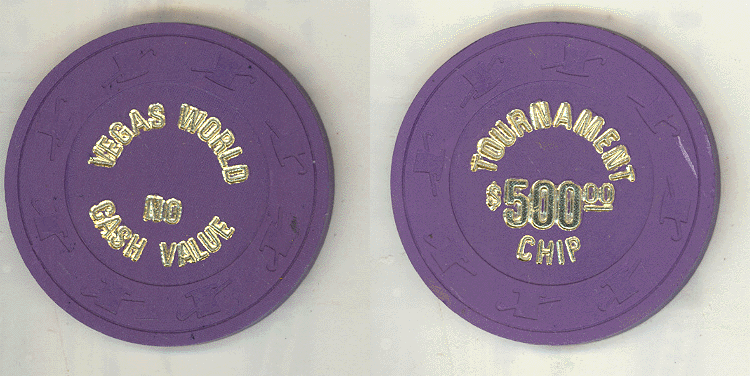 VEGAS WORLD
NO
CASH VALUE
TOURNAMENT
$500.00
CHIP